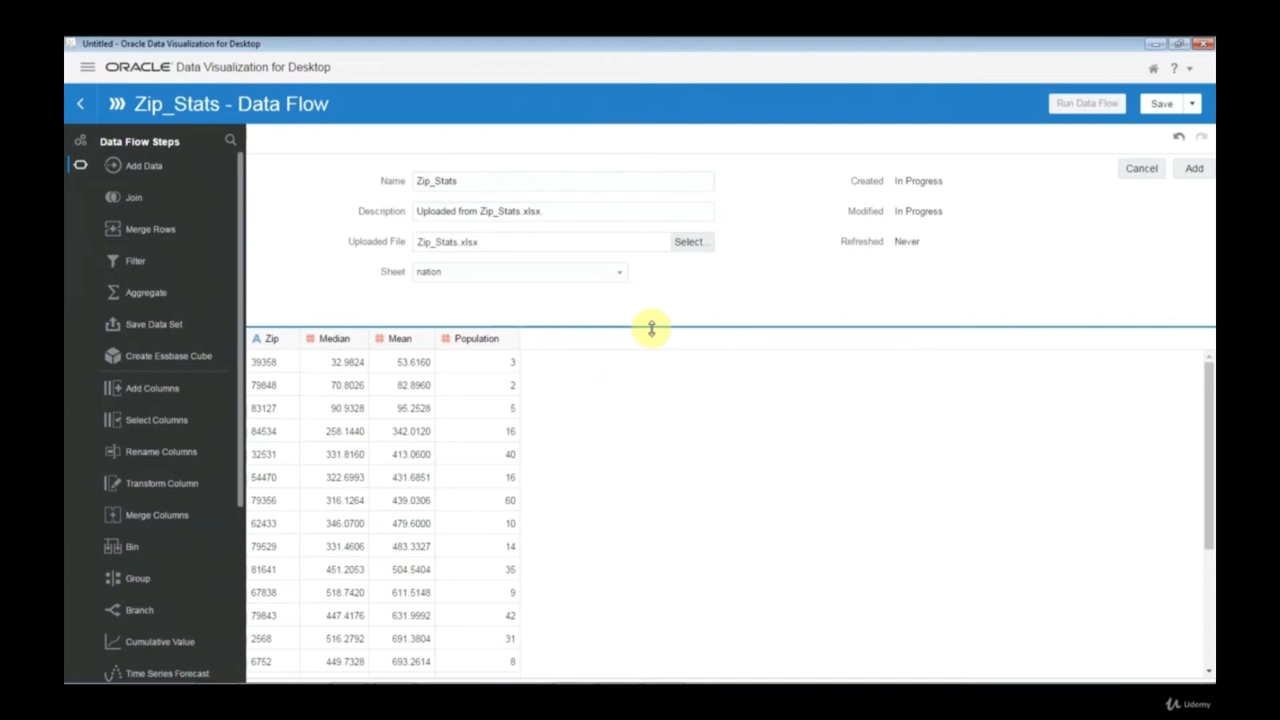 Untitled - Oracle Data Visualization for Desktop
ORACLE Data Visualization for Desktop
?
Zip_Stats - Data Flow
Run Data Flow
Save
Data Flow Steps
Add Data
Join
Merge Rows
Filter
Aggregate
Save Data Set
Create Essbase Cube
Add Columns
Select Columns
Rename Columns
Transform Column
Merge Columns
Bin
Group
Branch
Cumulative Value
Time Series Forecast
Cancel Add
Name Zip_Stats Created In Progress
Description Uploaded from Zip_Stats.xlsx. Modified In Progress
Uploaded File Zip_Stats.xlsx Select... Refreshed Never
Sheet nation
A Zip # Median # Mean # Population
39358 32.9824 53.6160 3
79848 70.8026 82.8960 2
83127 90.9328 95.2528 5
84534 258.1440 342.0120 16
32531 331.8160 413.0600 40
54470 322.6993 431.6851 16
79356 316.1264 439.0306 60
62433 346.0700 479.6000 10
79529 331.4606 483.3327 14
81641 451.2053 504.5404 35
67838 518.7420 611.5148 9
79843 447.4176 631.9992 42
2568 516.2792 691.3804 31
6752 449.7328 693.2614 8
Udemy